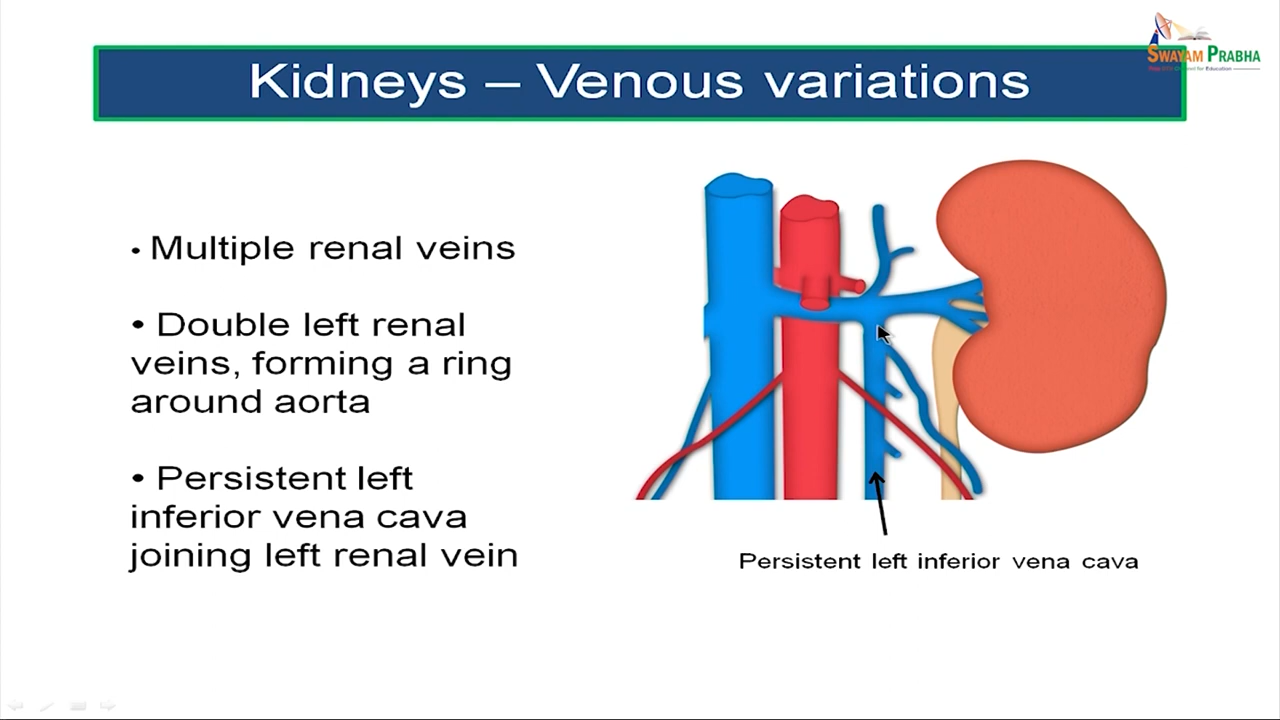 SWAYAM PRABHA
Kidneys – Venous variations
• Multiple renal veins
• Double left renal
veins, forming a ring
around aorta
• Persistent left
inferior vena cava
joining left renal vein
Persistent left inferior vena cava